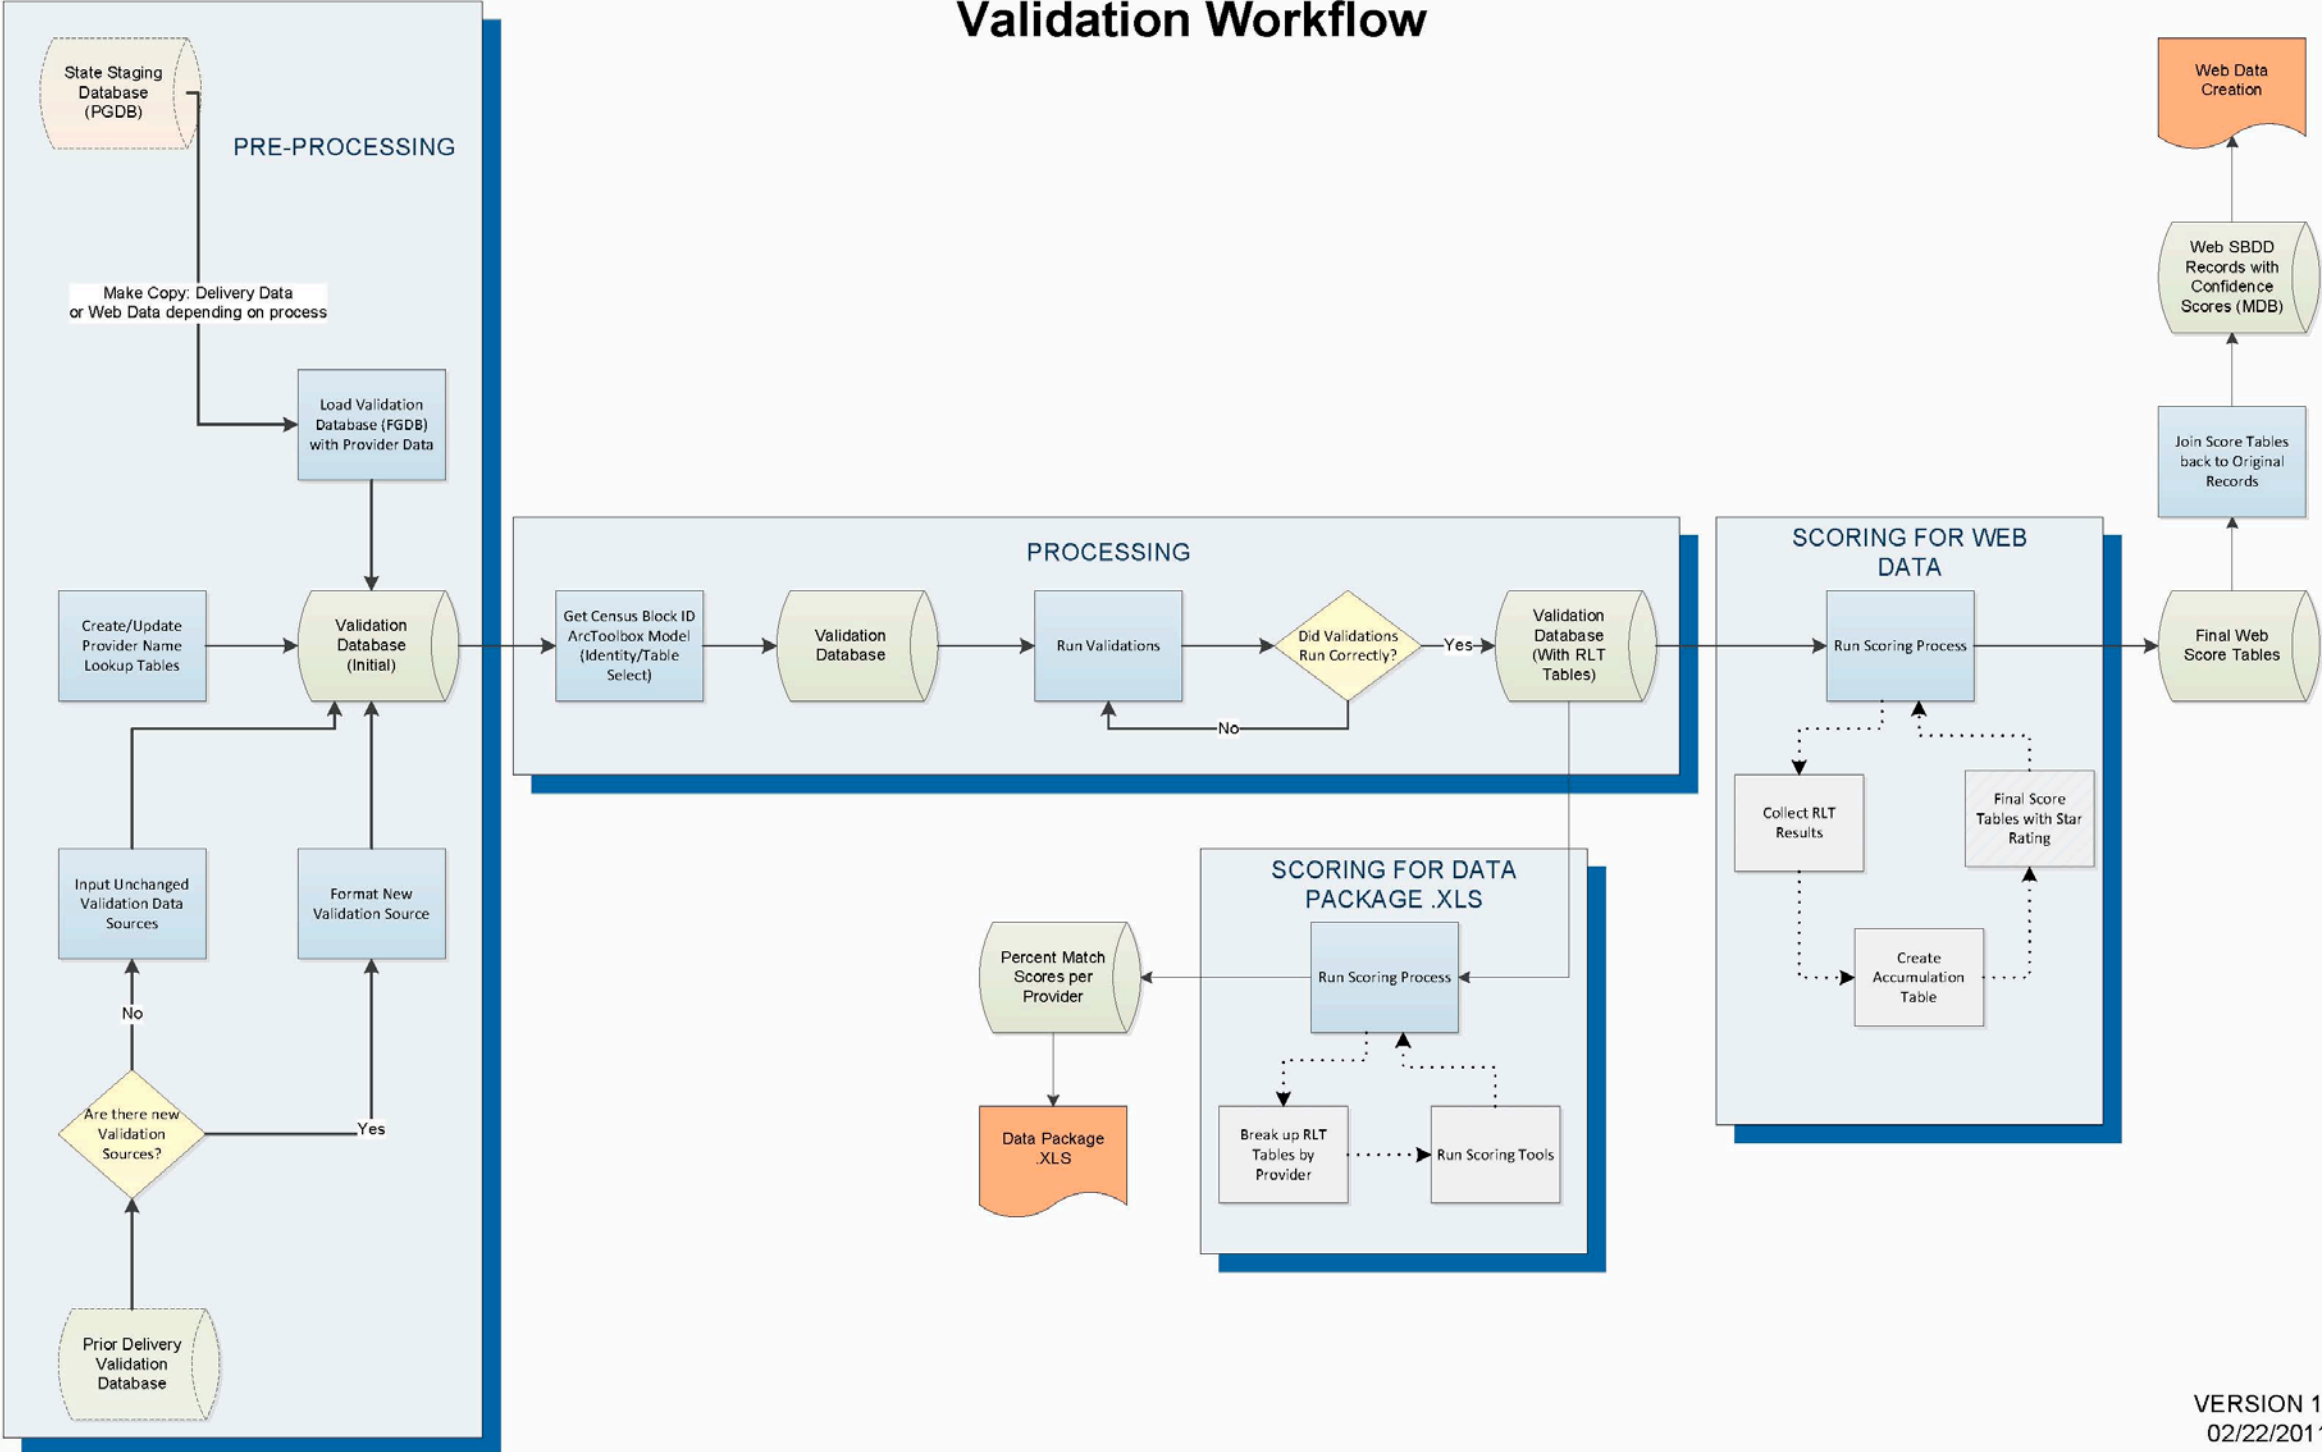 Validation Workflow
State Staging
Database
(PGDB)
PRE-PROCESSING
Make Copy: Delivery Data
or Web Data depending on process
Load Validation
Database (FGDB)
with Provider Data
Create/Update
Provider Name
Lookup Tables
Validation
Database
(Initial)
Input Unchanged
Validation Data
Sources
Format New
Validation Source
No
Are there new
Validation
Sources?
Yes
Prior Delivery
Validation
Database
PROCESSING
Get Census Block ID
ArcToolbox Model
(Identity/Table
Select)
Validation
Database
Run Validations
Did Validations
Run Correctly?
Yes
No
Validation
Database
(With RLT
Tables)
SCORING FOR DATA
PACKAGE .XLS
Run Scoring Process
Percent Match
Scores per
Provider
Data Package
.XLS
Break up RLT
Tables by
Provider
Run Scoring Tools
SCORING FOR WEB
DATA
Run Scoring Process
Collect RLT
Results
Create
Accumulation
Table
Final Score
Tables with Star
Rating
Final Web
Score Tables
Join Score Tables
back to Original
Records
Web SBDD
Records with
Confidence
Scores (MDB)
Web Data
Creation
VERSION 1
02/22/201